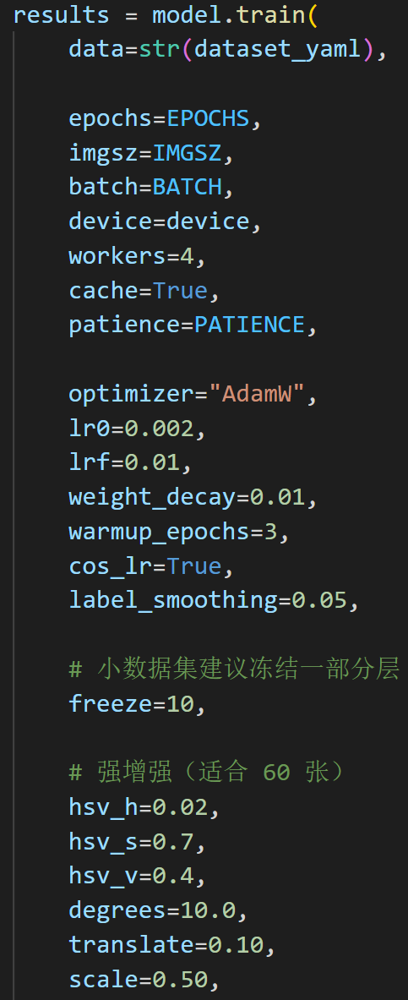 results = model.train(
    data=str(dataset_yaml),
    epochs=EPOCHS,
    imgsz=IMGSZ,
    batch=BATCH,
    device=device,
    workers=4,
    cache=True,
    patience=PATIENCE,
    optimizer="AdamW",
    lr0=0.002,
    lrf=0.01,
    weight_decay=0.01,
    warmup_epochs=3,
    cos_lr=True,
    label_smoothing=0.05,
    # 小数据集建议冻结一部分层
    freeze=10,
    # 强增强（适合 60 张）
    hsv_h=0.02,
    hsv_s=0.7,
    hsv_v=0.4,
    degrees=10.0,
    translate=0.10,
    scale=0.50,